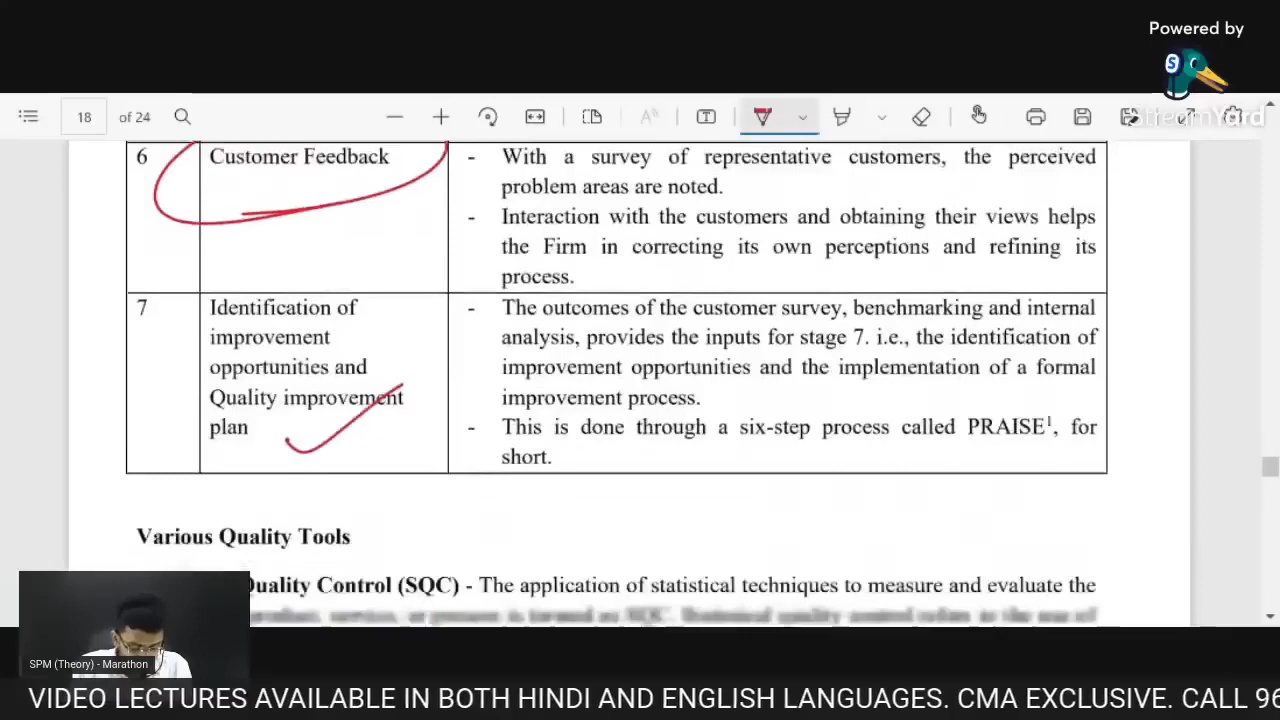 Powered by
StreamYard
18 of 24
6 Customer Feedback - With a survey of representative customers, the perceived
problem areas are noted.
- Interaction with the customers and obtaining their views helps
the Firm in correcting its own perceptions and refining its
process.
7 Identification of - The outcomes of the customer survey, benchmarking and internal
improvement analysis, provides the inputs for stage 7. i.e., the identification of
opportunities and improvement opportunities and the implementation of a formal
Quality improvement improvement process.
plan - This is done through a six-step process called PRAISE¹, for
short.
Various Quality Tools
Quality Control (SQC) - The application of statistical techniques to measure and evaluate the
SPM (Theory) - Marathon
VIDEO LECTURES AVAILABLE IN BOTH HINDI AND ENGLISH LANGUAGES. CMA EXCLUSIVE. CALL 96